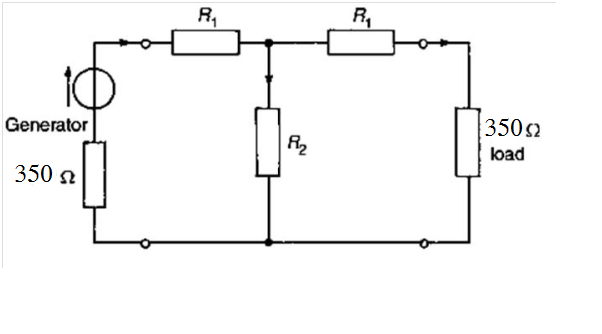 R₁
R₁
Generator
350 Ω
R₂
350Ω
load